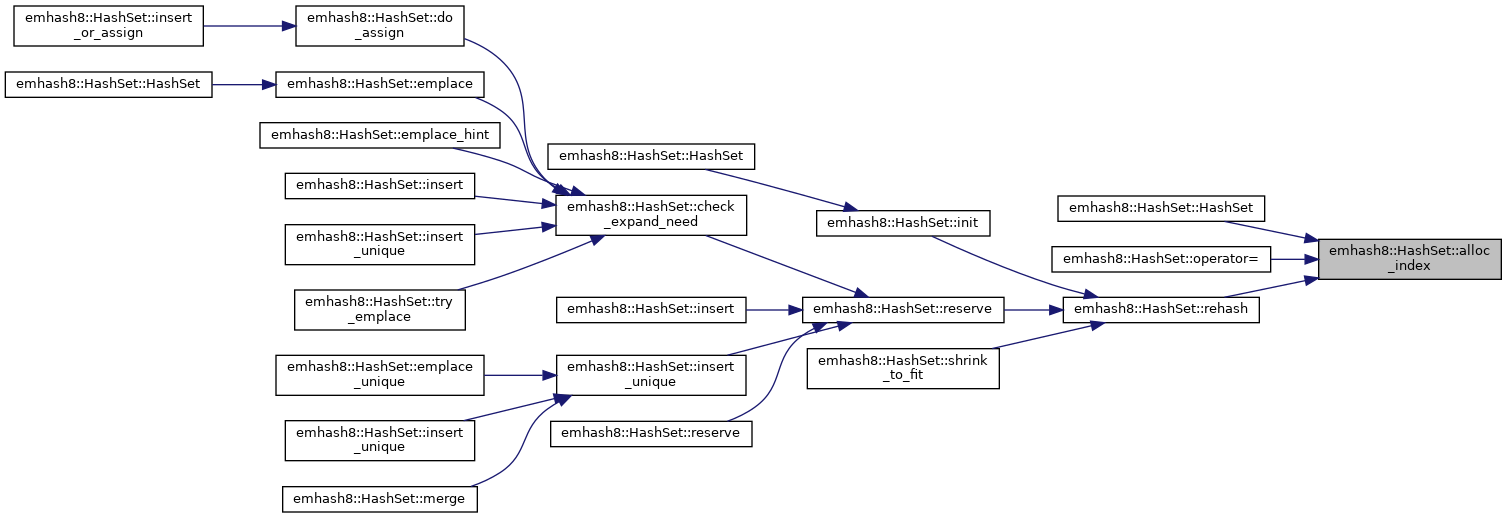 emhash8::HashSet::insert
_or_assign
emhash8::HashSet::do
_assign
emhash8::HashSet::HashSet
emhash8::HashSet::emplace
emhash8::HashSet::emplace_hint
emhash8::HashSet::HashSet
emhash8::HashSet::insert
emhash8::HashSet::check
_expand_need
emhash8::HashSet::HashSet
emhash8::HashSet::init
emhash8::HashSet::insert
_unique
emhash8::HashSet::operator=
emhash8::HashSet::alloc
_index
emhash8::HashSet::try
_emplace
emhash8::HashSet::insert
emhash8::HashSet::reserve
emhash8::HashSet::rehash
emhash8::HashSet::emplace
_unique
emhash8::HashSet::insert
_unique
emhash8::HashSet::shrink
_to_fit
emhash8::HashSet::insert
_unique
emhash8::HashSet::reserve
emhash8::HashSet::merge